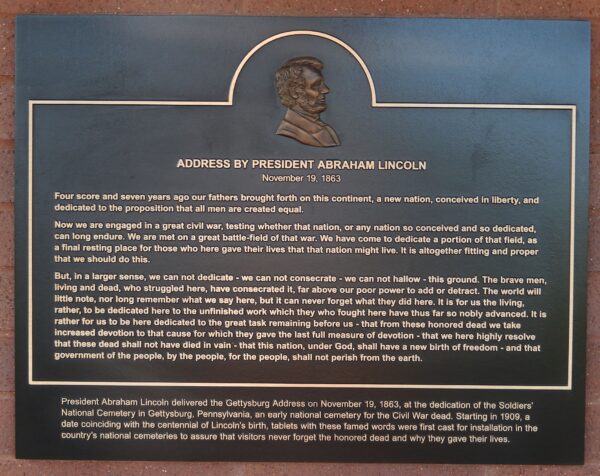 ADDRESS BY PRESIDENT ABRAHAM LINCOLN
November 19, 1863
Four score and seven years ago our fathers brought forth on this continent, a new nation, conceived in liberty, and
dedicated to the proposition that all men are created equal.
Now we are engaged in a great civil war, testing whether that nation, or any nation so conceived and so dedicated,
can long endure. We are met on a great battle-field of that war. We have come to dedicate a portion of that field, as
a final resting place for those who here gave their lives that that nation might live. It is altogether fitting and proper
that we should do this.
But, in a larger sense, we can not dedicate - we can not consecrate - we can not hallow - this ground. The brave men,
living and dead, who struggled here, have consecrated it, far above our poor power to add or detract. The world will
little note, nor long remember what we say here, but it can never forget what they did here. It is for us the living,
rather, to be dedicated here to the unfinished work which they who fought here have thus far so nobly advanced. It is
rather for us to be here dedicated to the great task remaining before us - that from these honored dead we take
increased devotion to that cause for which they gave the last full measure of devotion - that we here highly resolve
that these dead shall not have died in vain - that this nation, under God, shall have a new birth of freedom - and that
government of the people, by the people, for the people, shall not perish from the earth.
President Abraham Lincoln delivered the Gettysburg Address on November 19, 1863, at the dedication of the Soldiers'
National Cemetery in Gettysburg, Pennsylvania, an early national cemetery for the Civil War dead. Starting in 1909, a
date coinciding with the centennial of Lincoln's birth, tablets with these famed words were first cast for installation in the
country's national cemeteries to assure that visitors never forget the honored dead and why they gave their lives.